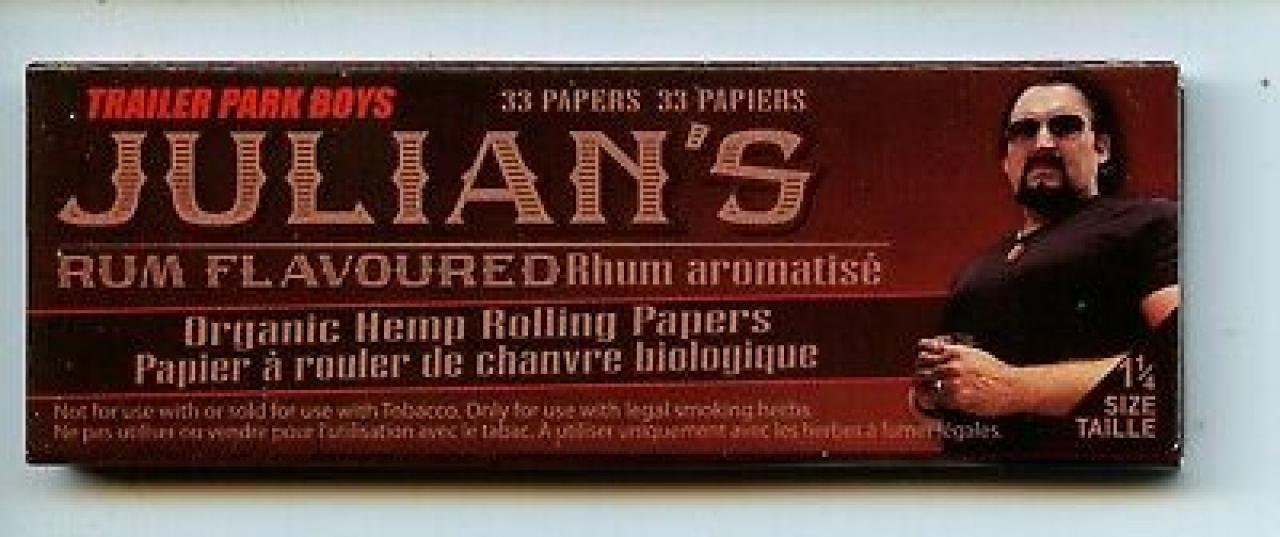 TRAILER PARK BOYS 33 PAPERS 33 PAPIERS
JULIAN'S
RUM FLAVOURED Rhum aromatisé
Organic Hemp Rolling Papers
Papier à rouler de chanvre biologique
Not for use with or sold for use with Tobacco. Only for use with legal smoking herbs.
Ne pas utiliser ou vendre pour l'utilisation avec le tabac. A utiliser uniquement avec les herbes à fumer légales.
1¼
SIZE
TAILLE